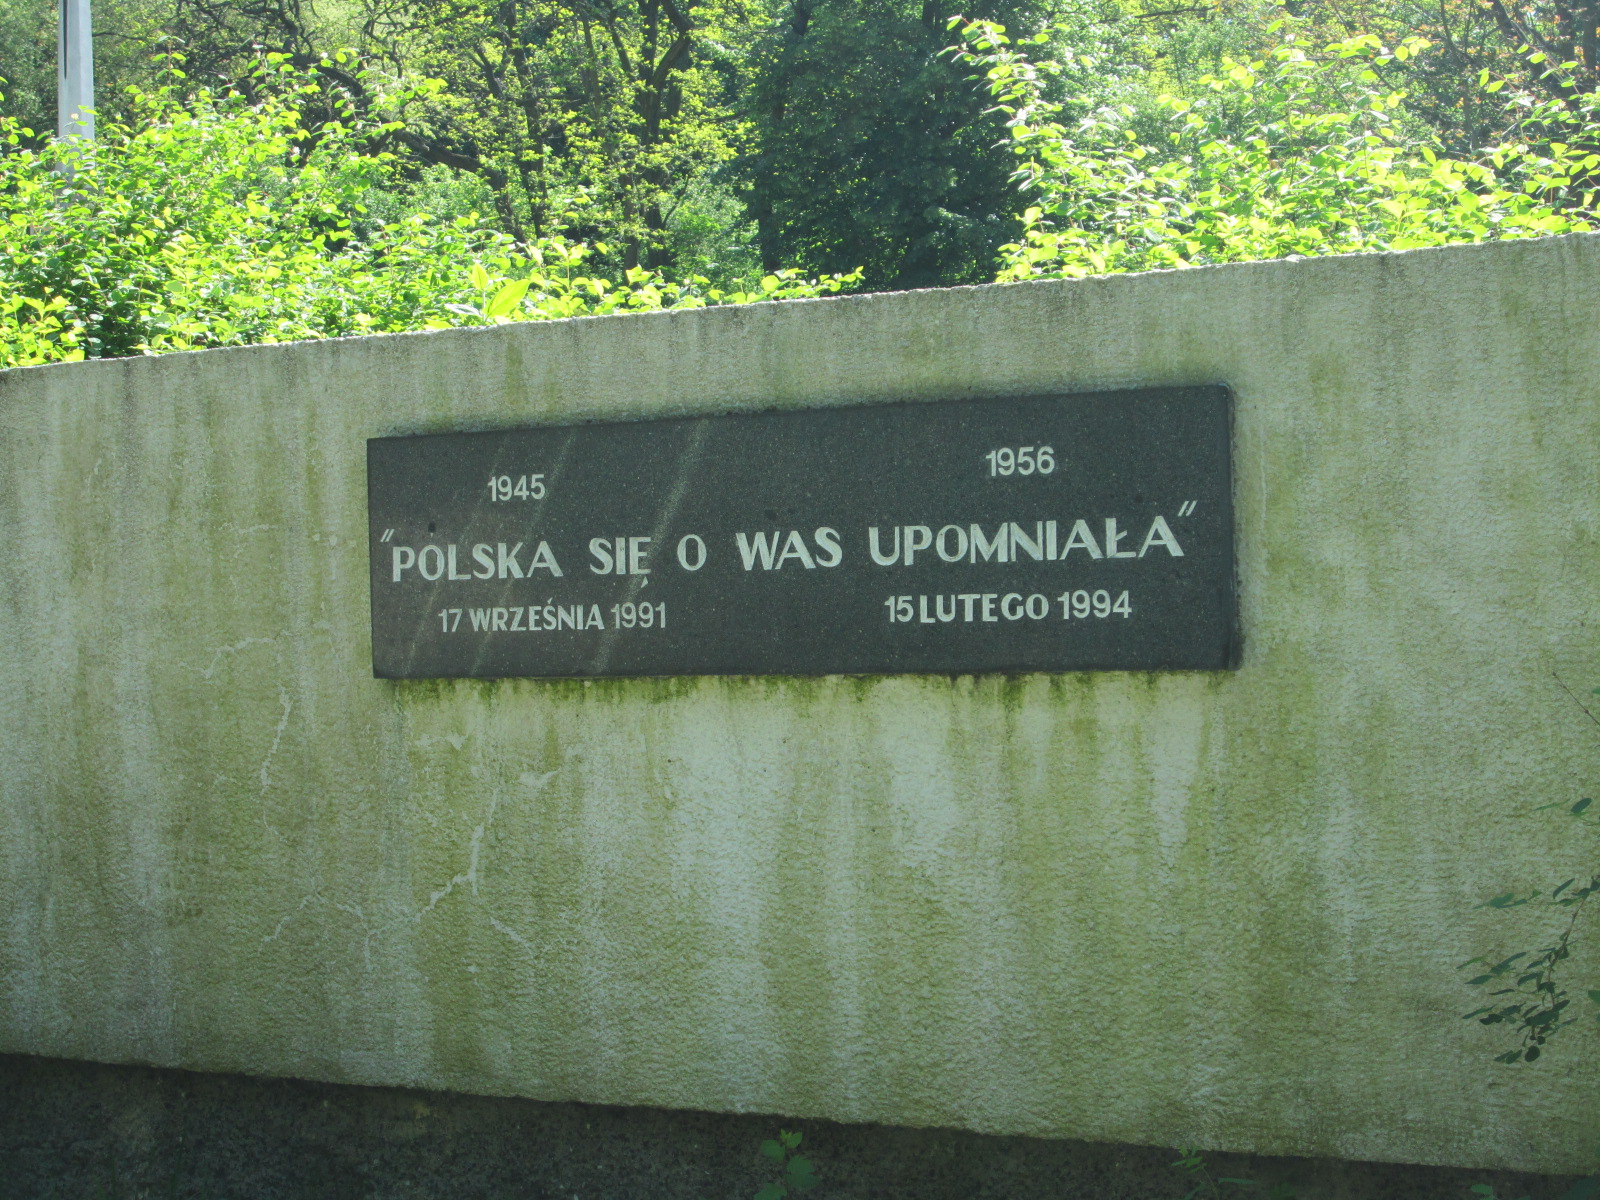 1945 1956
"POLSKA SIĘ O WAS UPOMNIAŁA"
17 WRZEŚNIA 1991 15 LUTEGO 1994